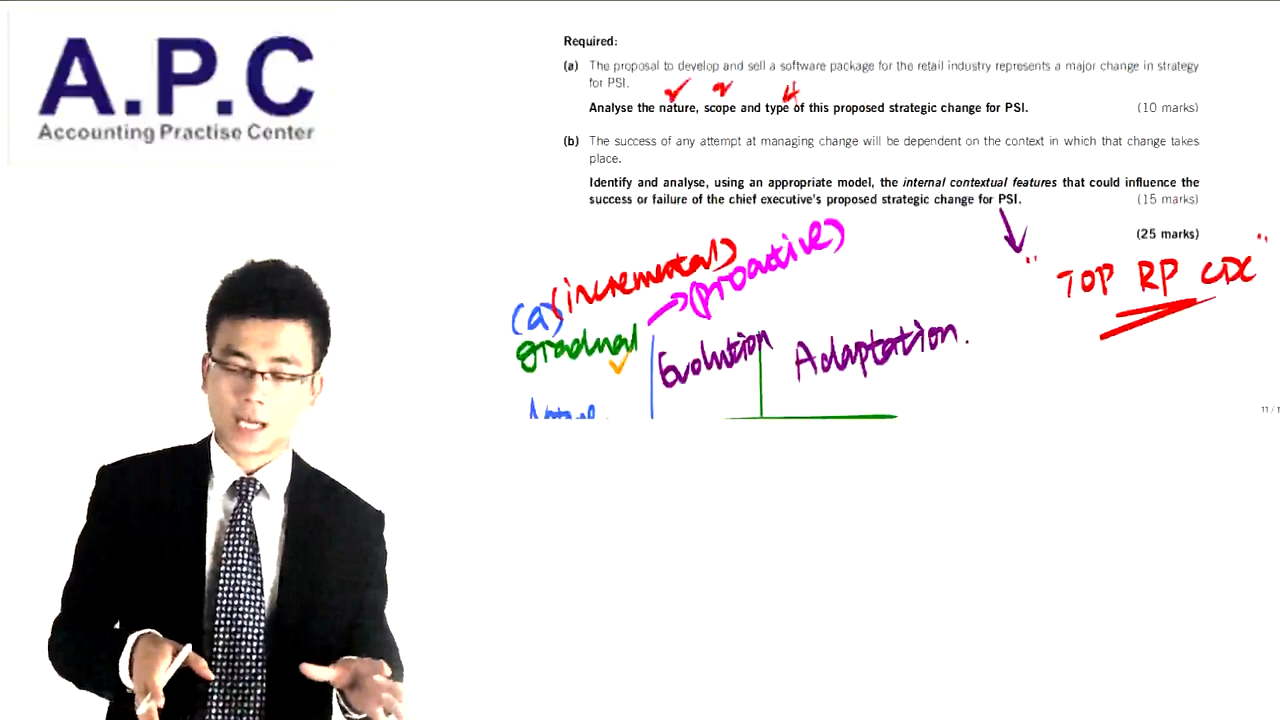 A.P.C
Accounting Practise Center
Required:
(a) The proposal to develop and sell a software package for the retail industry represents a major change in strategy
for PSI.
Analyse the nature, scope and type of this proposed strategic change for PSI. (10 marks)
(b) The success of any attempt at managing change will be dependent on the context in which that change takes
place.
Identify and analyse, using an appropriate model, the internal contextual features that could influence the
success or failure of the chief executive's proposed strategic change for PSI. (15 marks)
(25 marks)
"TOP RP CDC"
(a) (incremental) → (proactive)
gradual Evolution Adaptation.
11 / 1